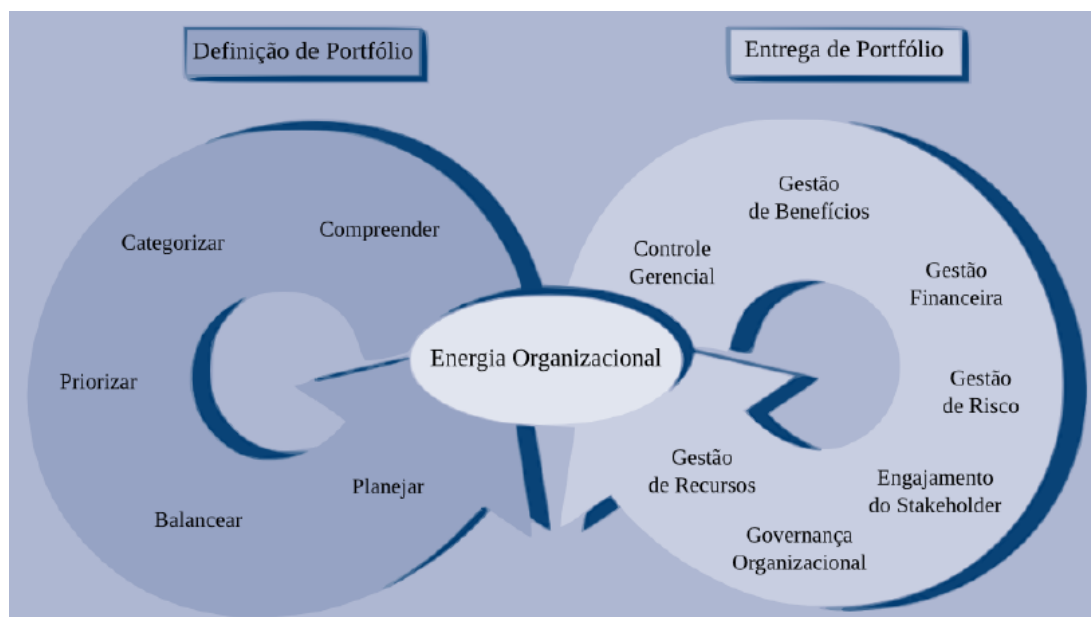 Definição de Portfólio
Entrega de Portfólio
Compreender
Categorizar
Priorizar
Balancear
Planejar
Energia Organizacional
Controle
Gerencial
Gestão
de Benefícios
Gestão
Financeira
Gestão
de Risco
Engajamento
do Stakeholder
Governança
Organizacional
Gestão
de Recursos